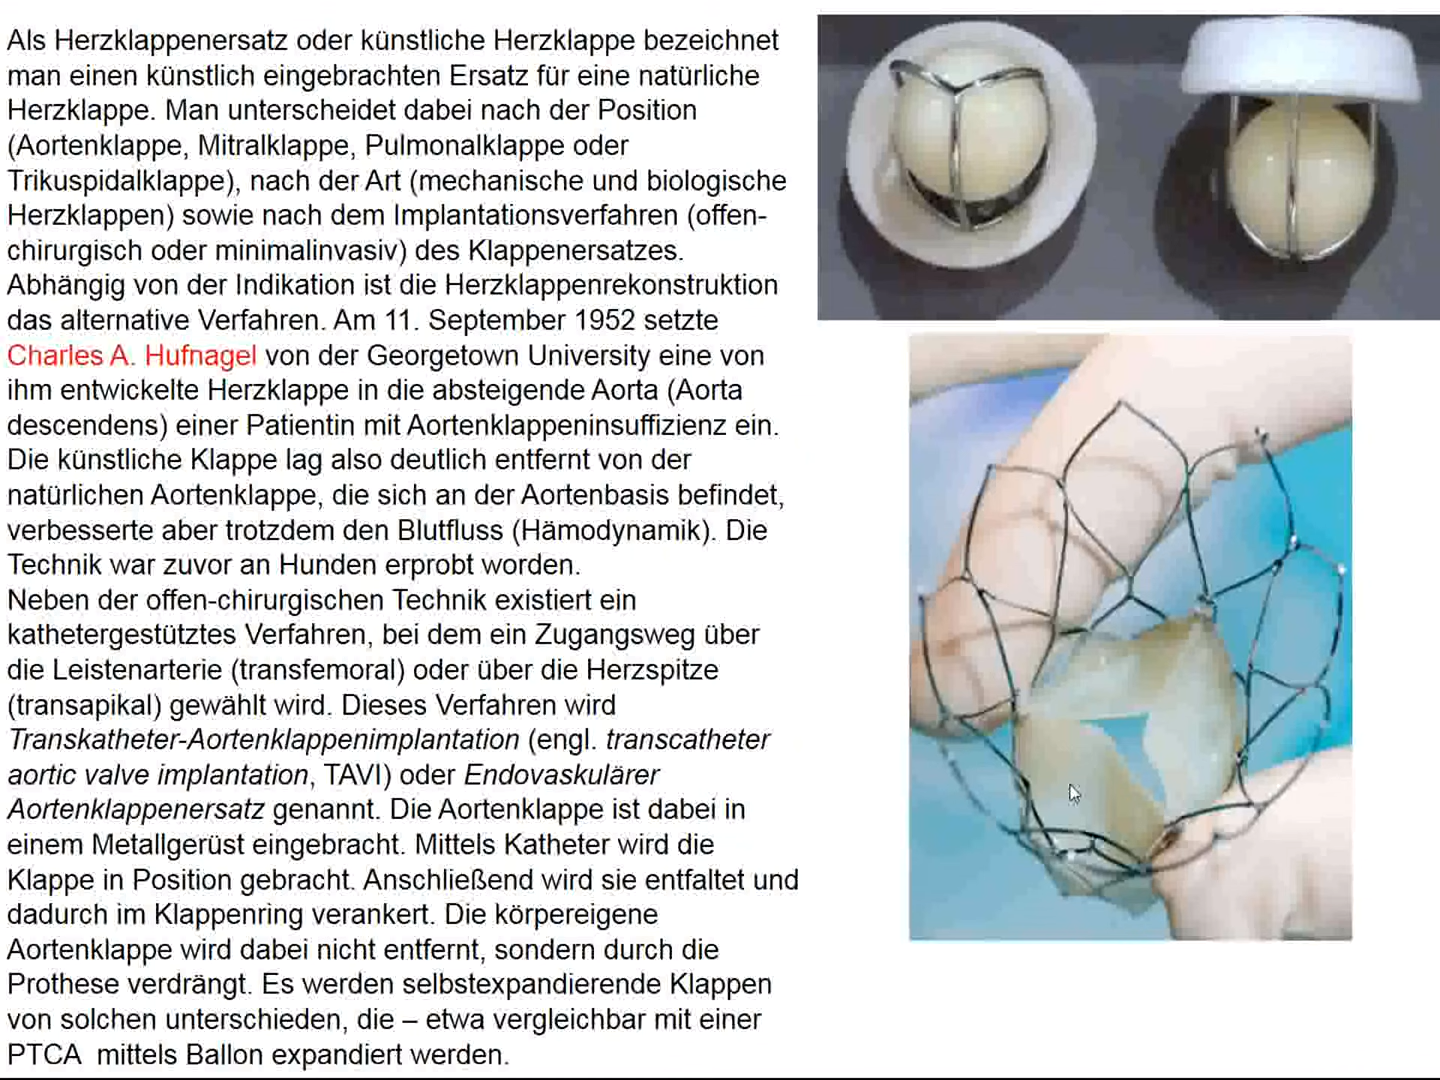 Als Herzklappenersatz oder künstliche Herzklappe bezeichnet
man einen künstlich eingebrachten Ersatz für eine natürliche
Herzklappe. Man unterscheidet dabei nach der Position
(Aortenklappe, Mitralklappe, Pulmonalklappe oder
Trikuspidalklappe), nach der Art (mechanische und biologische
Herzklappen) sowie nach dem Implantationsverfahren (offen-
chirurgisch oder minimalinvasiv) des Klappenersatzes.
Abhängig von der Indikation ist die Herzklappenrekonstruktion
das alternative Verfahren. Am 11. September 1952 setzte
Charles A. Hufnagel von der Georgetown University eine von
ihm entwickelte Herzklappe in die absteigende Aorta (Aorta
descendens) einer Patientin mit Aortenklappeninsuffizienz ein.
Die künstliche Klappe lag also deutlich entfernt von der
natürlichen Aortenklappe, die sich an der Aortenbasis befindet,
verbesserte aber trotzdem den Blutfluss (Hämodynamik). Die
Technik war zuvor an Hunden erprobt worden.
Neben der offen-chirurgischen Technik existiert ein
kathetergestütztes Verfahren, bei dem ein Zugangsweg über
die Leistenarterie (transfemoral) oder über die Herzspitze
(transapikal) gewählt wird. Dieses Verfahren wird
Transkatheter-Aortenklappenimplantation (engl. transcatheter
aortic valve implantation, TAVI) oder Endovaskulärer
Aortenklappenersatz genannt. Die Aortenklappe ist dabei in
einem Metallgerüst eingebracht. Mittels Katheter wird die
Klappe in Position gebracht. Anschließend wird sie entfaltet und
dadurch im Klappenring verankert. Die körpereigene
Aortenklappe wird dabei nicht entfernt, sondern durch die
Prothese verdrängt. Es werden selbstexpandierende Klappen
von solchen unterschieden, die – etwa vergleichbar mit einer
PTCA  mittels Ballon expandiert werden.